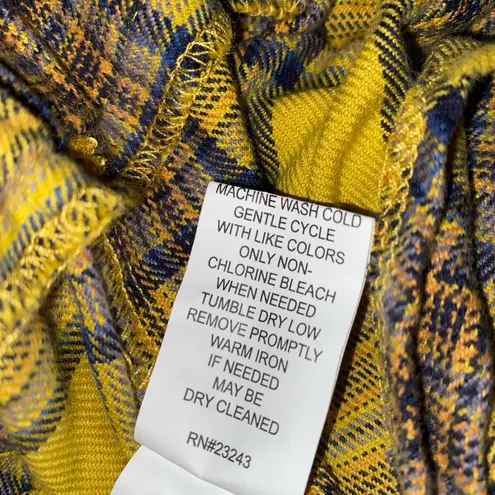 MACHINE WASH COLD
GENTLE CYCLE
WITH LIKE COLORS
ONLY NON-
CHLORINE BLEACH
WHEN NEEDED
TUMBLE DRY LOW
REMOVE PROMPTLY
WARM IRON
IF NEEDED
MAY BE
DRY CLEANED
RN#23243